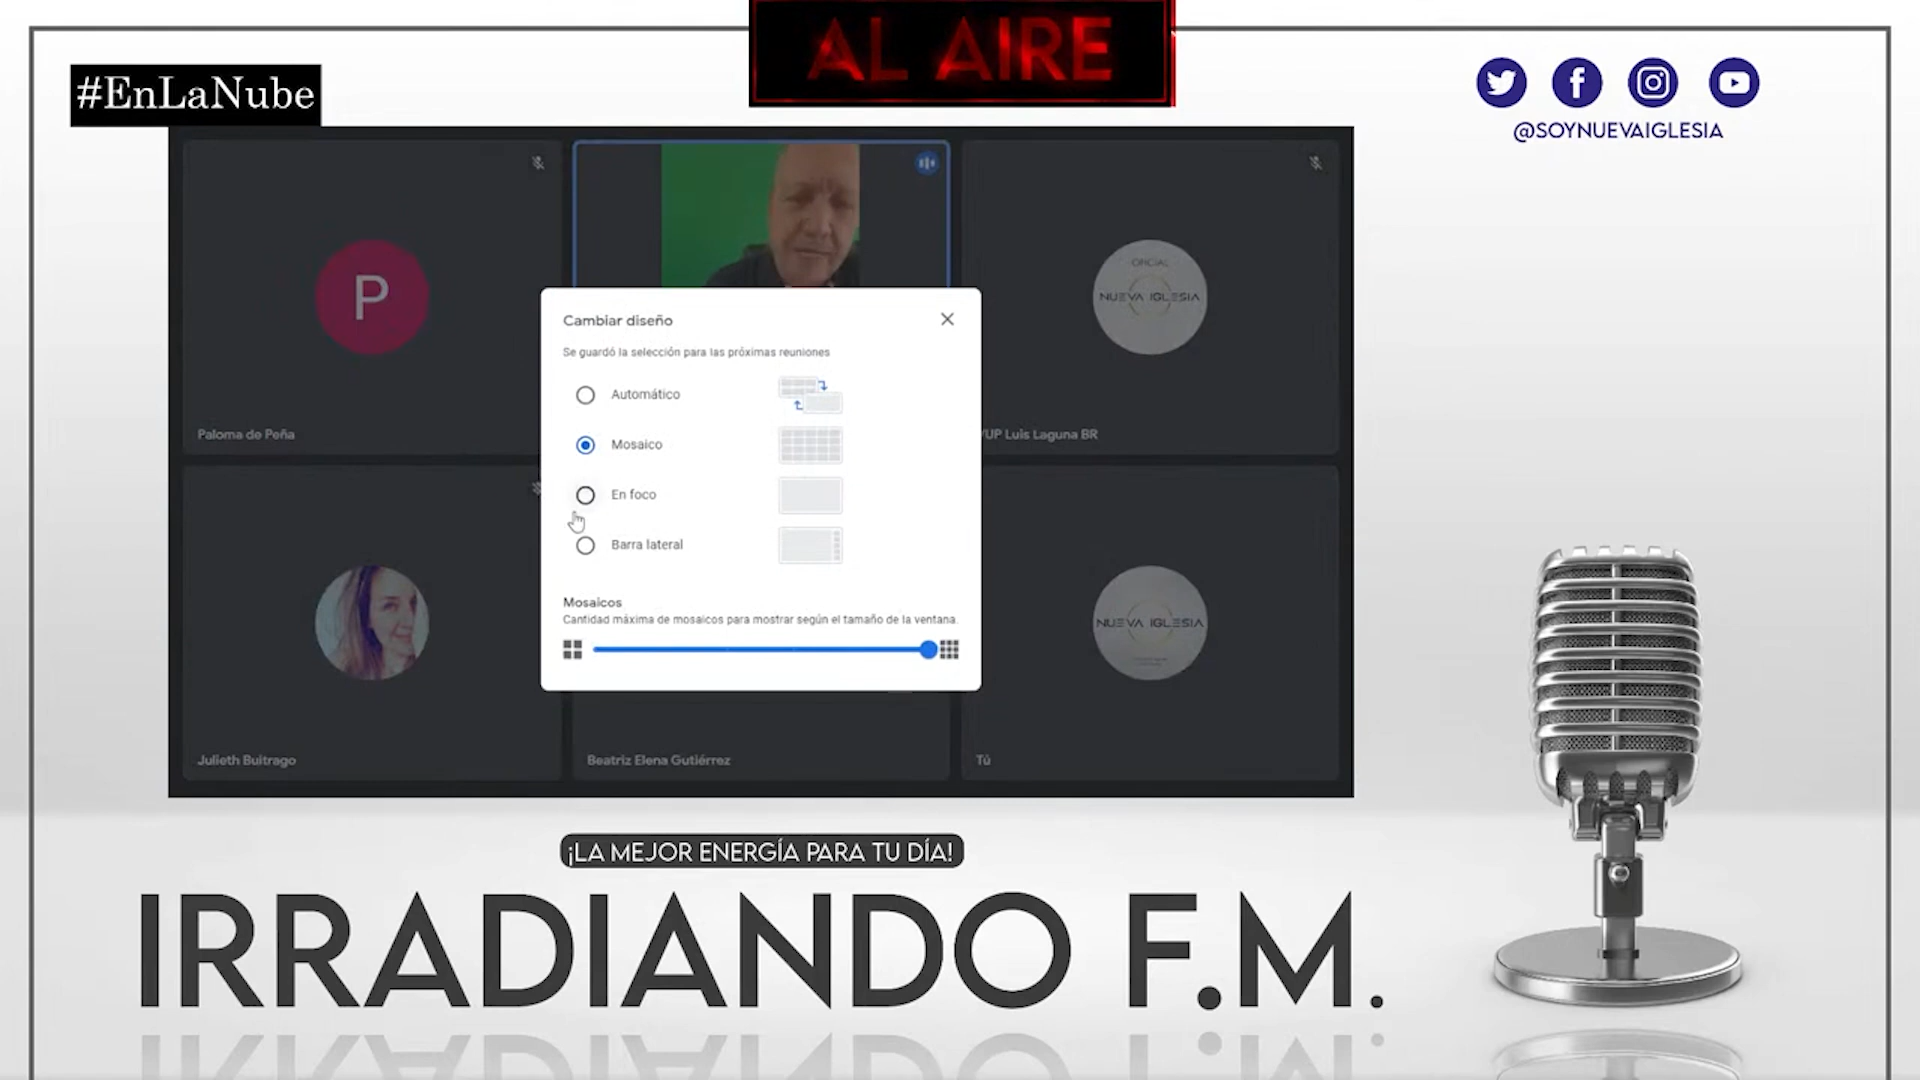 AL AIRE
#EnLaNube
@SOYNUEVAIGLESIA
P
OFICIAL
NUEVA IGLESIA
Cambiar diseño
Se guardó la selección para las próximas reuniones
Automático
Mosaico
En foco
Barra lateral
Mosaicos
Cantidad máxima de mosaicos para mostrar según el tamaño de la ventana.
Paloma de Peña
UP Luis Laguna BR
NUEVA IGLESIA
Julieth Buitrago
Beatriz Elena Gutiérrez
Tú
¡LA MEJOR ENERGÍA PARA TU DÍA!
IRRADIANDO F.M.